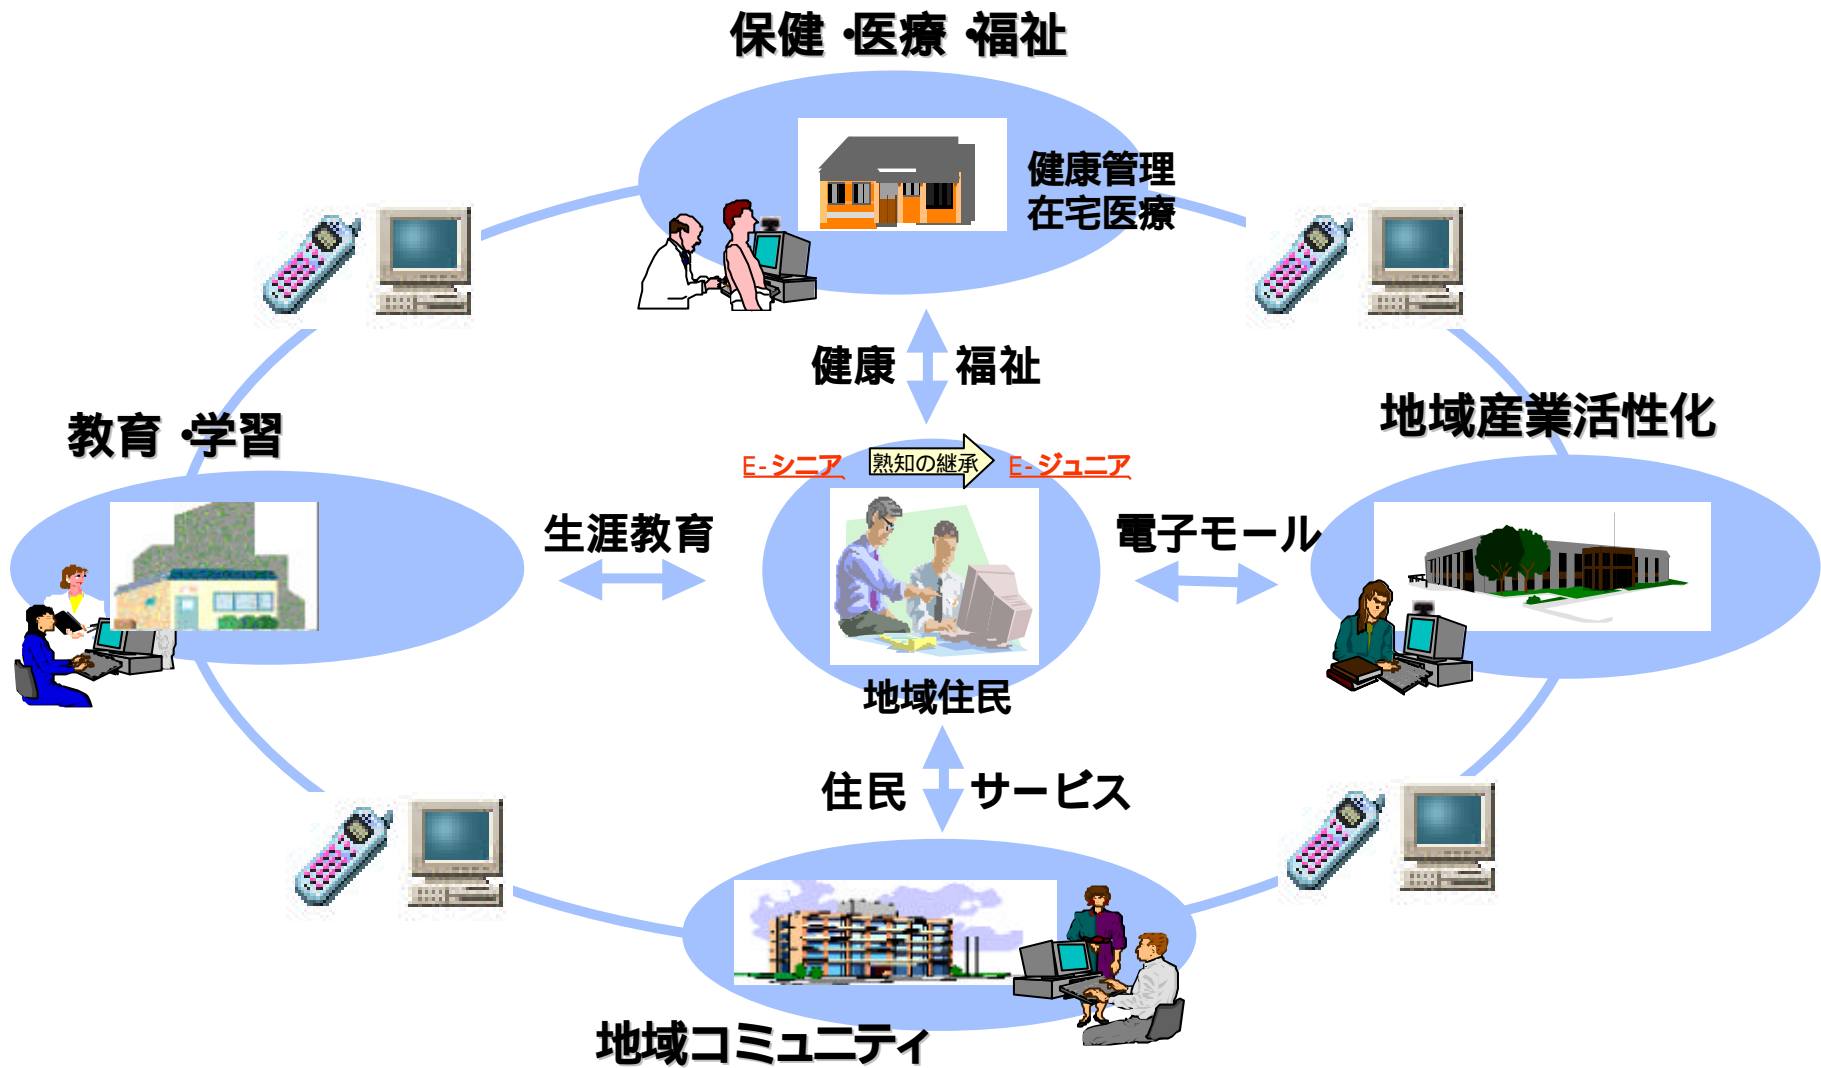 保健・医療・福祉
健康管理
在宅医療
健康 福祉
教育・学習
地域産業活性化
E-シニア 熟知の継承 E-ジュニア
生涯教育
電子モール
地域住民
住民 サービス
地域コミュニティ